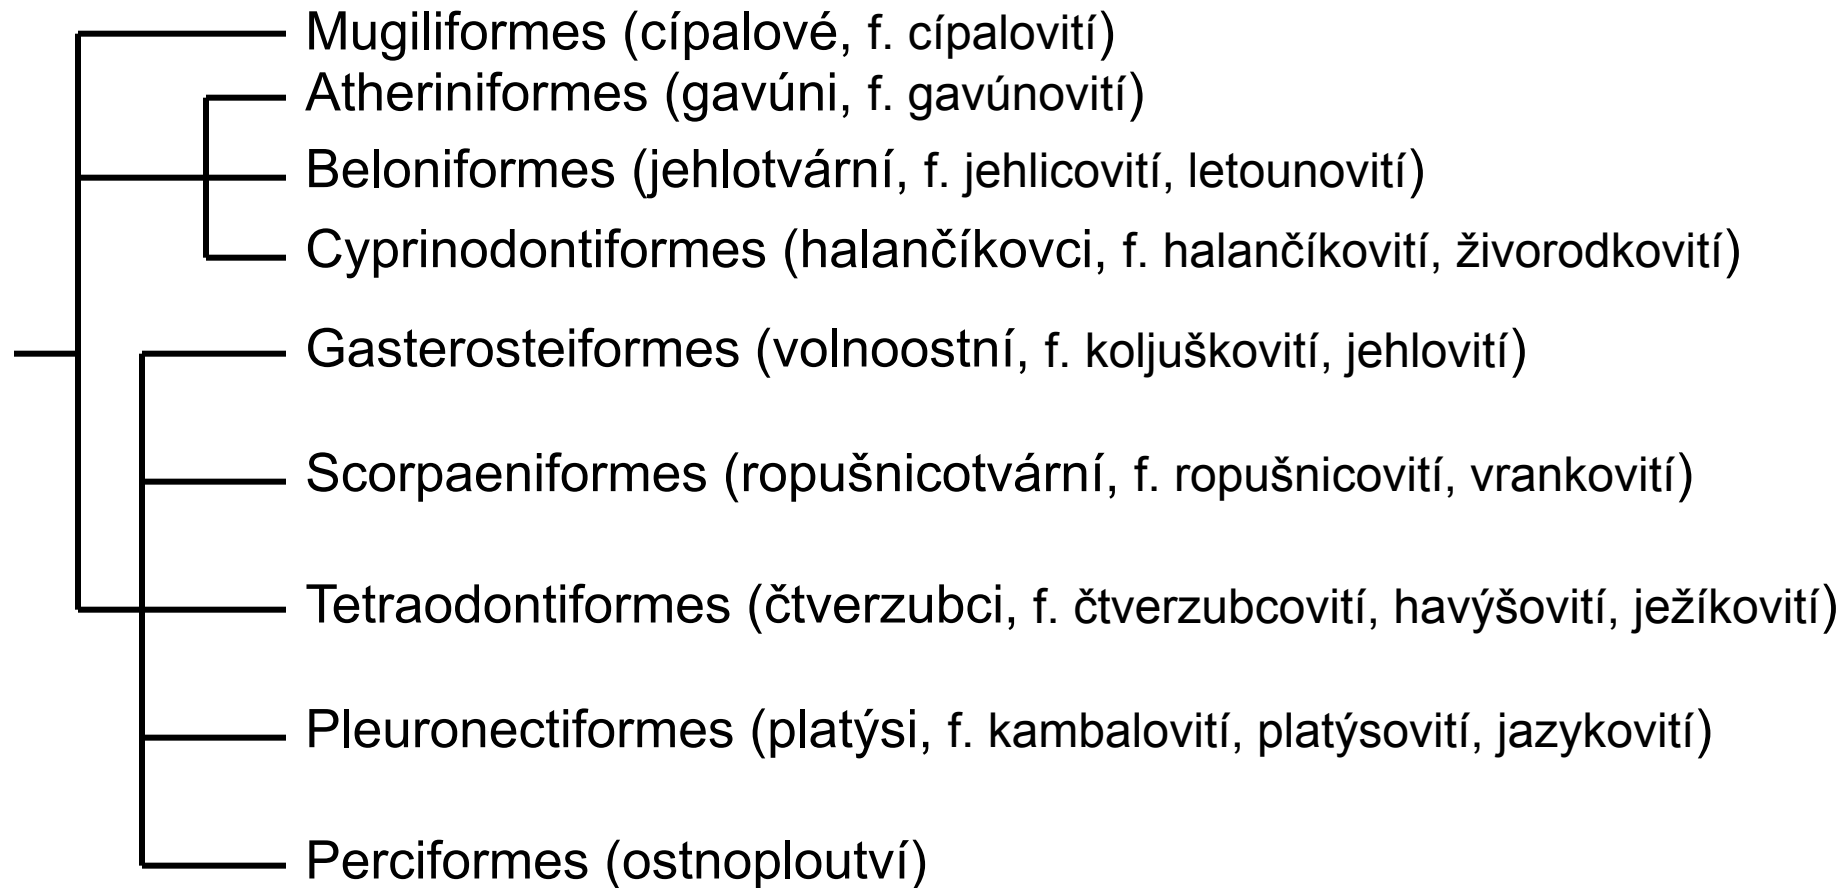 Mugiliformes (cípalové, f. cípalovití)
Atheriniformes (gavúni, f. gavúnovití)
Beloniformes (jehlotvární, f. jehlicovití, letounovití)
Cyprinodontiformes (halančíkovci, f. halančíkovití, živorodkovití)
Gasterosteiformes (volnoostní, f. koljuškovití, jehlovití)
Scorpaeniformes (ropušnicotvární, f. ropušnicovití, vrankovití)
Tetraodontiformes (čtverzubci, f. čtverzubcovití, havýšovití, ježíkovití)
Pleuronectiformes (platýsi, f. kambalovití, platýsovití, jazykovití)
Perciformes (ostnoploutví)